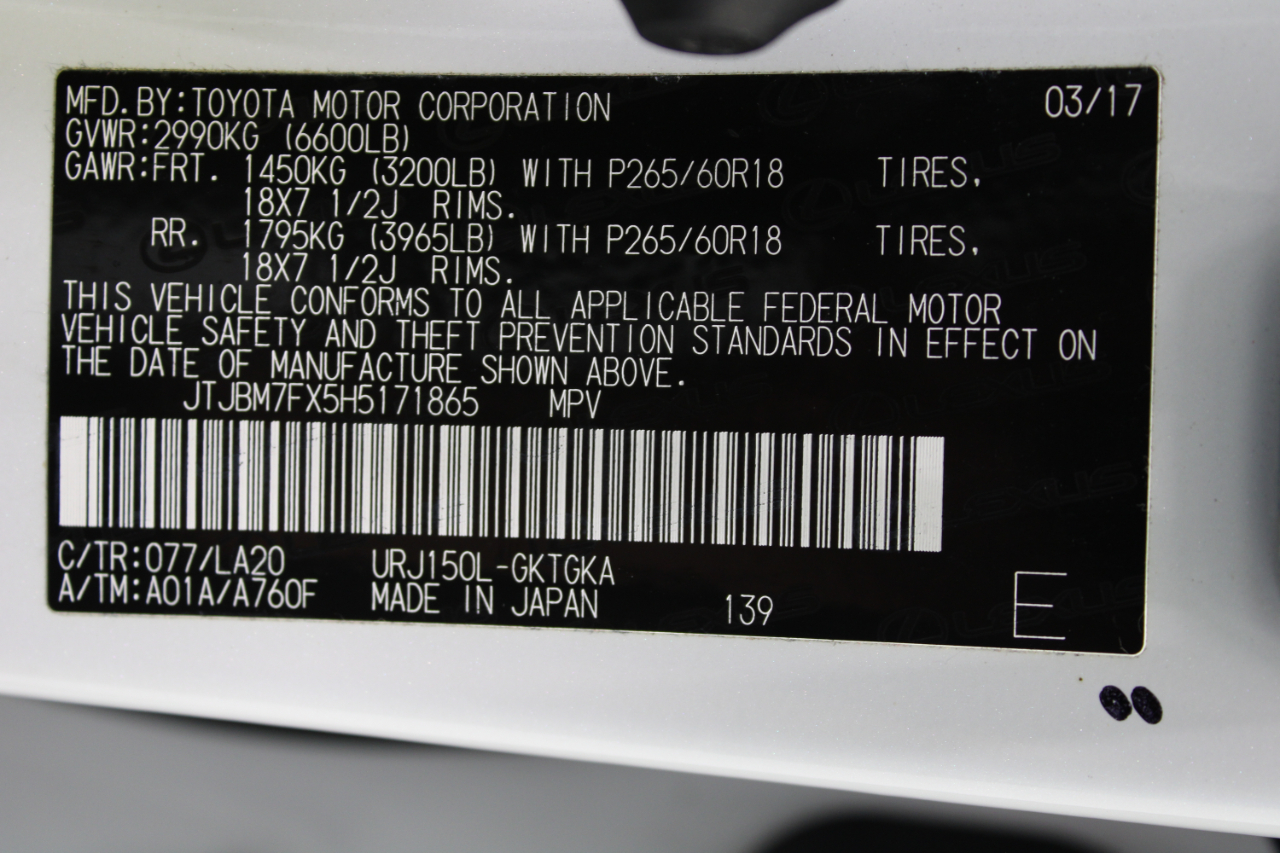 MFD.BY:TOYOTA MOTOR CORPORATION 03/17
GVWR:2990KG (6600LB)
GAWR:FRT. 1450KG (3200LB) WITH P265/60R18 TIRES,
18X7 1/2J RIMS.
RR. 1795KG (3965LB) WITH P265/60R18 TIRES,
18X7 1/2J RIMS.
THIS VEHICLE CONFORMS TO ALL APPLICABLE FEDERAL MOTOR
VEHICLE SAFETY AND THEFT PREVENTION STANDARDS IN EFFECT ON
THE DATE OF MANUFACTURE SHOWN ABOVE.
JTJBM7FX5H5171865 MPV
C/TR:077/LA20 URJ150L-GKTGKA
A/TM:A01A/A760F MADE IN JAPAN 139 E